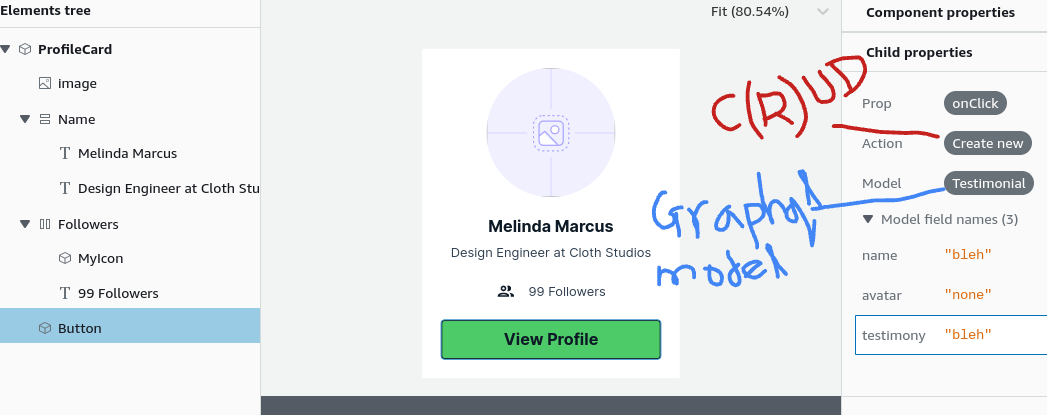 Elements tree
ProfileCard
image
Name
Melinda Marcus
Design Engineer at Cloth Stu
Followers
MyIcon
99 Followers
Button
Fit (80.54%)
Melinda Marcus
Design Engineer at Cloth Studios
99 Followers
View Profile
C(R)UD
Graphql
model
Component properties
Child properties
Prop onClick
Action Create new
Model Testimonial
Model field names (3)
name "bleh"
avatar "none"
testimony "bleh"